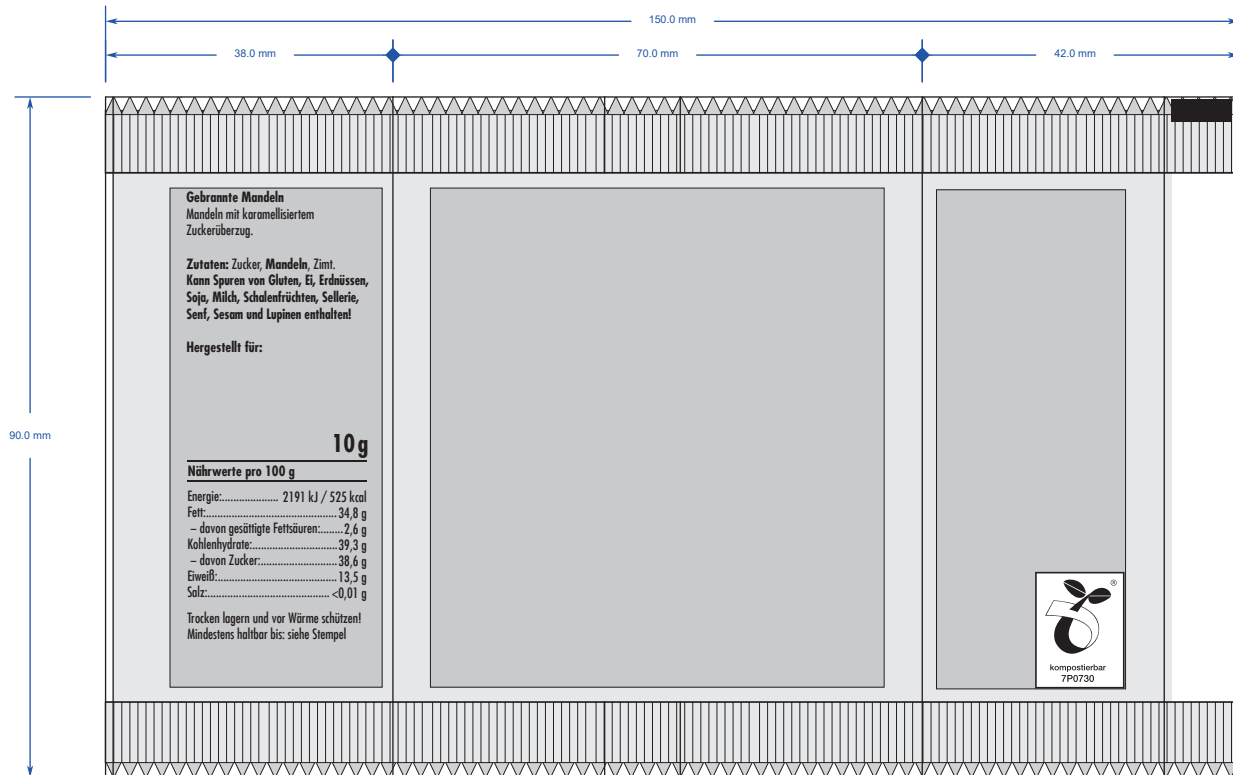 150.0 mm
38.0 mm
70.0 mm
42.0 mm
90.0 mm
Gebrannte Mandeln
Mandeln mit karamellisiertem
Zuckerüberzug.
Zutaten: Zucker, Mandeln, Zimt.
Kann Spuren von Gluten, Ei, Erdnüssen,
Soja, Milch, Schalenfrüchten, Sellerie,
Senf, Sesam und Lupinen enthalten!
Hergestellt für:
10 g
Nährwerte pro 100 g
Energie:..................... 2191 kJ / 525 kcal
Fett:.............................................. 34,8 g
– davon gesättigte Fettsäuren:........ 2,6 g
Kohlenhydrate:.............................. 39,3 g
– davon Zucker:........................... 38,6 g
Eiweiß:.......................................... 13,5 g
Salz:........................................... <0,01 g
Trocken lagern und vor Wärme schützen!
Mindestens haltbar bis: siehe Stempel
®
kompostierbar
7P0730